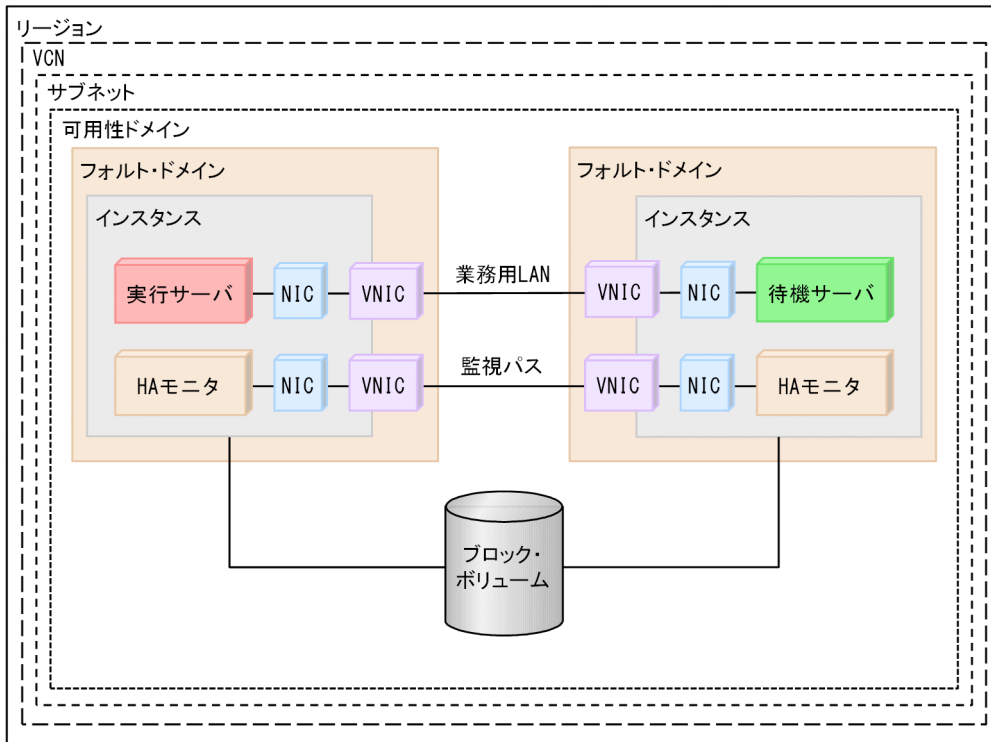 リージョン
VCN
サブネット
可用性ドメイン
フォルト・ドメイン
フォルト・ドメイン
インスタンス
インスタンス
実行サーバ
NIC
VNIC
業務用LAN
VNIC
NIC
待機サーバ
HAモニタ
NIC
VNIC
監視パス
VNIC
NIC
HAモニタ
ブロック・
ボリューム